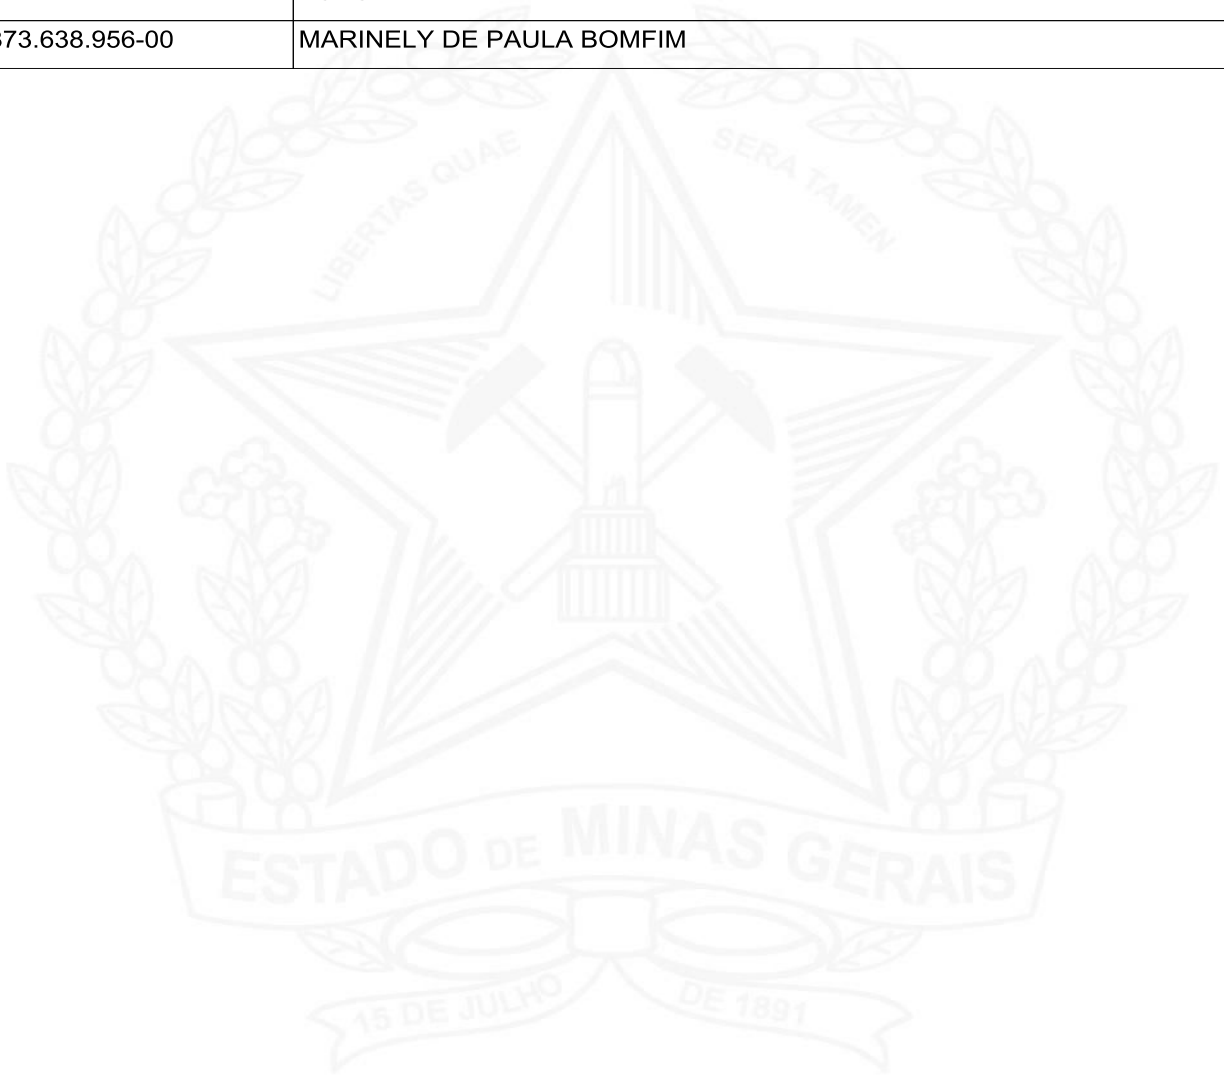 873.638.956-00 MARINELY DE PAULA BOMFIM
LIBERTAS QUAE SERA TAMEN
ESTADO DE MINAS GERAIS
15 DE JULHO DE 1891